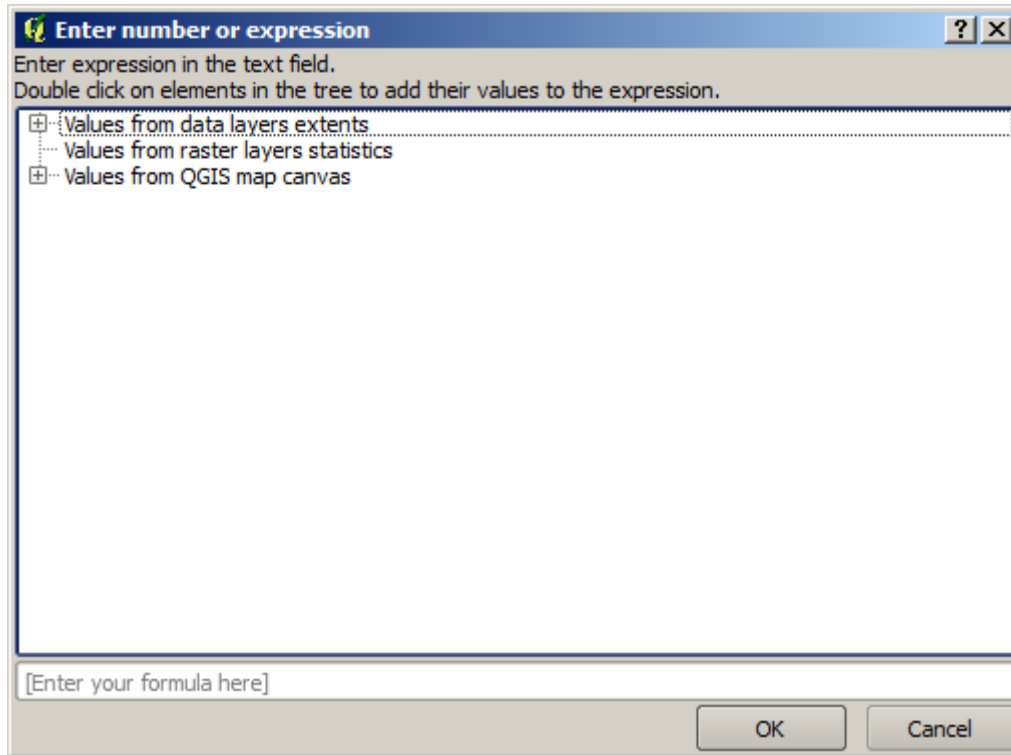 Enter number or expression
Enter expression in the text field.
Double click on elements in the tree to add their values to the expression.
Values from data layers extents
Values from raster layers statistics
Values from QGIS map canvas
[Enter your formula here]
OK Cancel